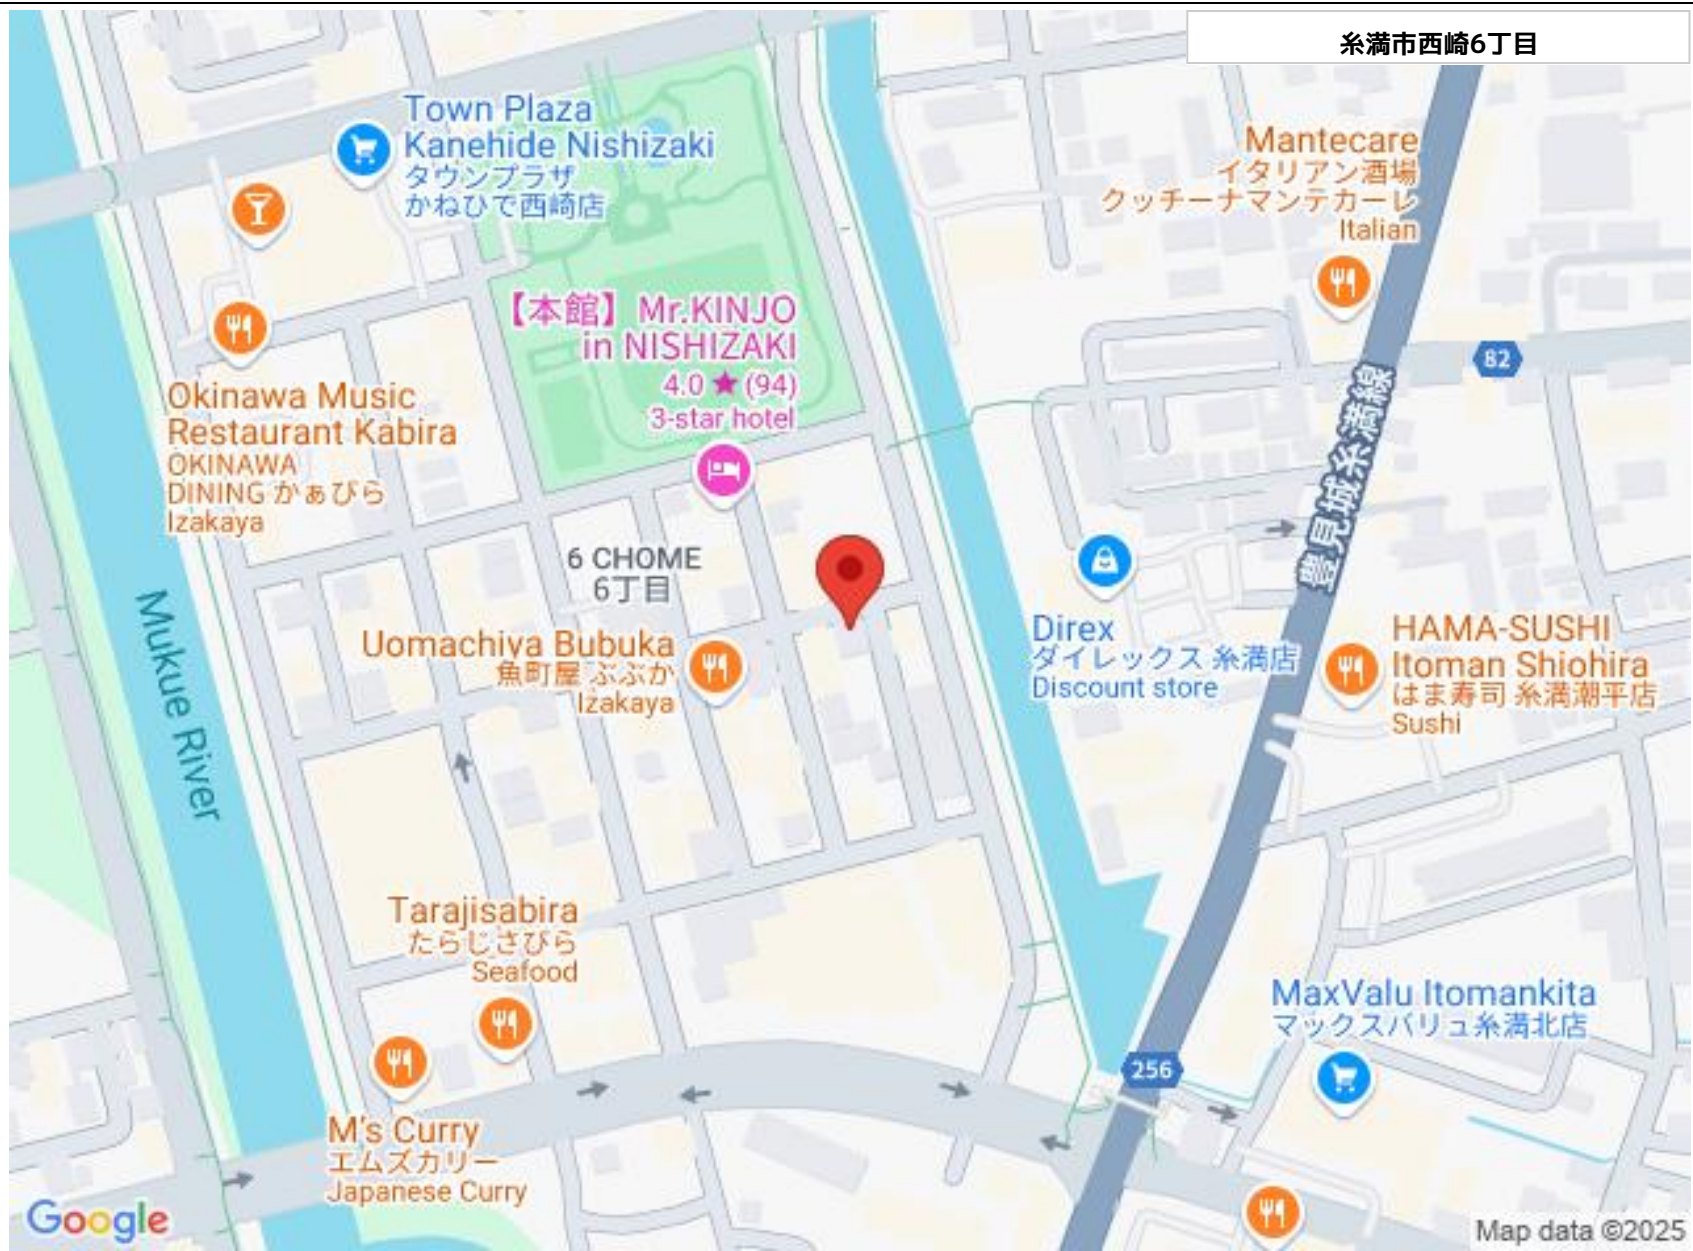 糸満市西崎6丁目
Town Plaza
Kanehide Nishizaki
タウンプラザ
かねひで西崎店
Mantecare
イタリアン酒場
クッチーナマンテカーレ
Italian
【本館】Mr.KINJO
in NISHIZAKI
4.0 ★ (94)
3-star hotel
82
豊見城糸満線
Okinawa Music
Restaurant Kabira
OKINAWA
DINING かぁびら
Izakaya
6 CHOME
6丁目
Mukue River
Uomachiya Bubuka
魚町屋 ぶぶか
Izakaya
Direx
ダイレックス 糸満店
Discount store
HAMA-SUSHI
Itoman Shiohira
はま寿司 糸満潮平店
Sushi
Tarajisabira
たらじさびら
Seafood
MaxValu Itomankita
マックスバリュ糸満北店
256
M's Curry
エムズカリー
Japanese Curry
Google
Map data ©2025